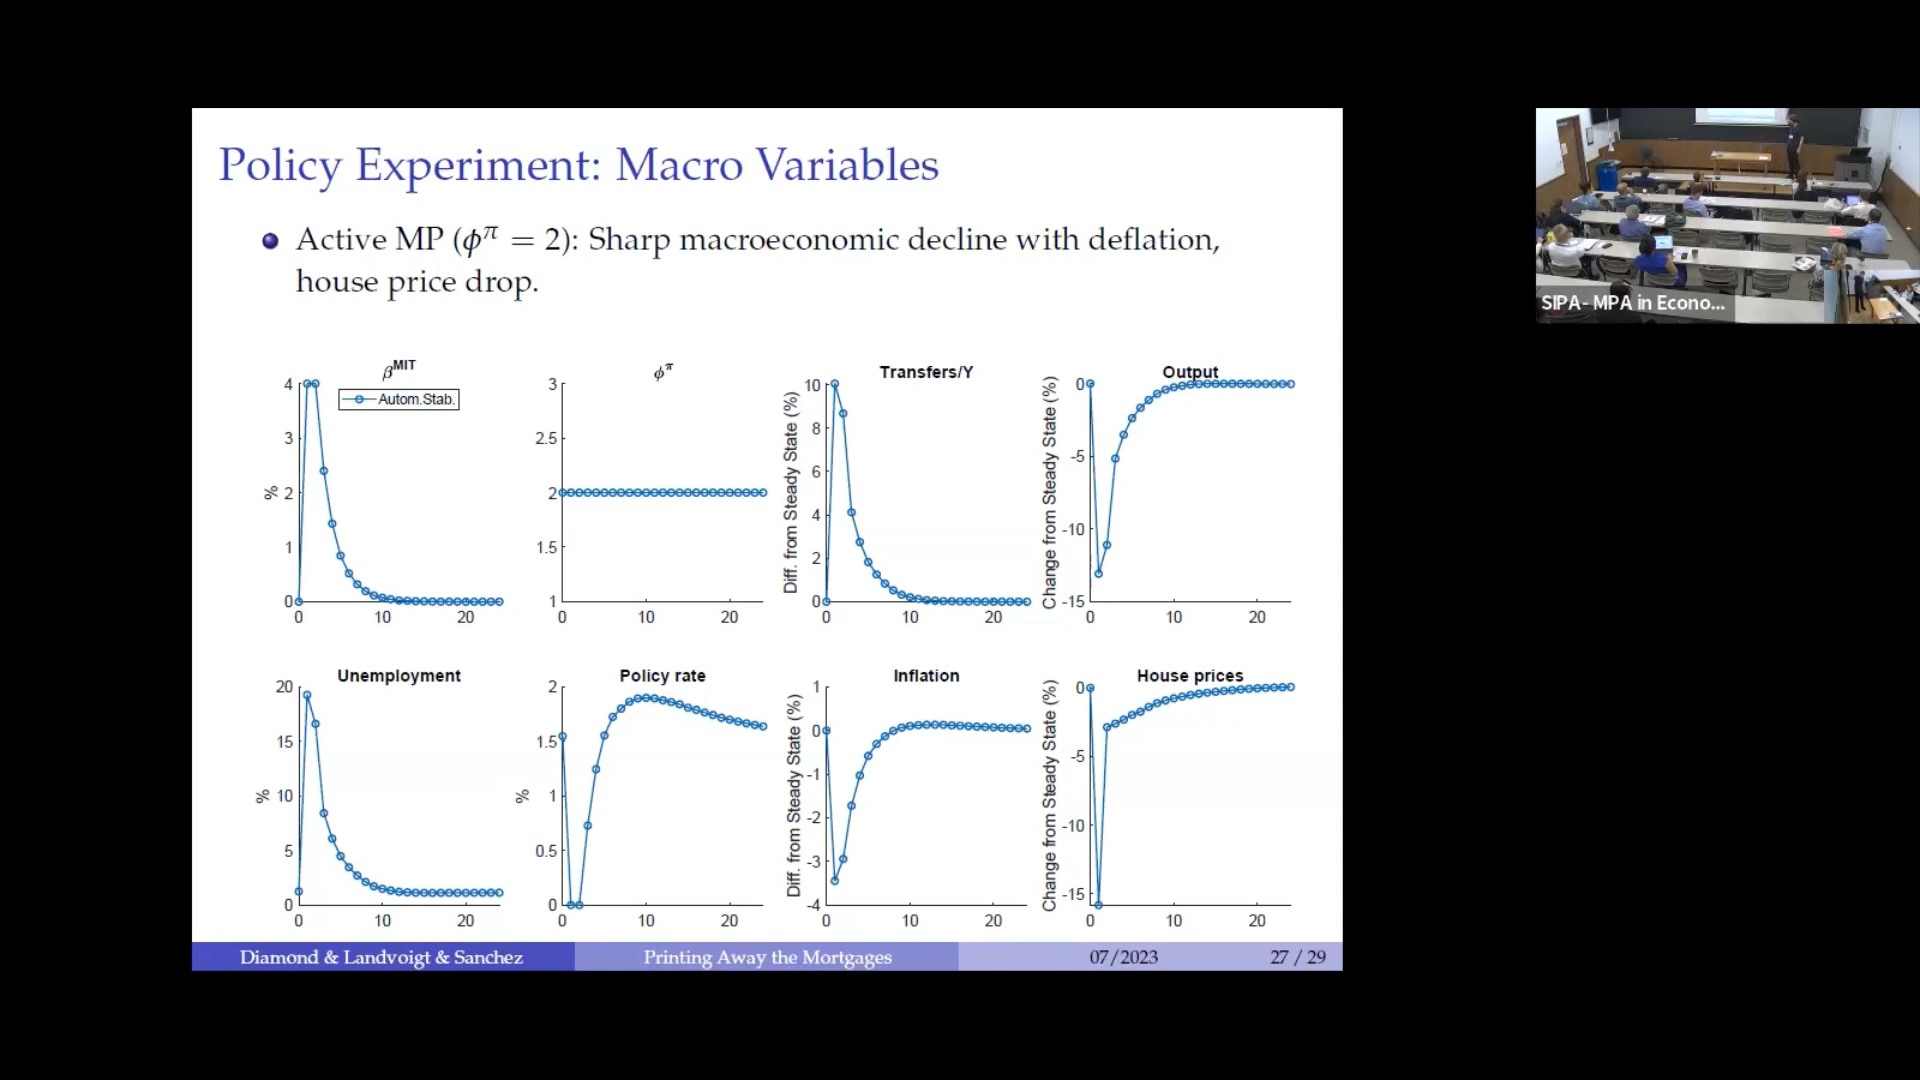 Policy Experiment: Macro Variables
Active MP (ϕ^π = 2): Sharp macroeconomic decline with deflation,
house price drop.
β^MIT
Autom.Stab.
%
4
3
2
1
0
0 10 20
ϕ^π
3
2.5
2
1.5
1
0 10 20
Transfers/Y
Diff. from Steady State (%)
10
8
6
4
2
0
0 10 20
Output
Change from Steady State (%)
0
-5
-10
-15
0 10 20
Unemployment
%
20
15
10
5
0
0 10 20
Policy rate
%
2
1.5
1
0.5
0
0 10 20
Inflation
Diff. from Steady State (%)
1
0
-1
-2
-3
-4
0 10 20
House prices
Change from Steady State (%)
0
-5
-10
-15
0 10 20
Diamond & Landvoigt & Sanchez Printing Away the Mortgages 07/2023 27 / 29
SIPA- MPA in Econo...